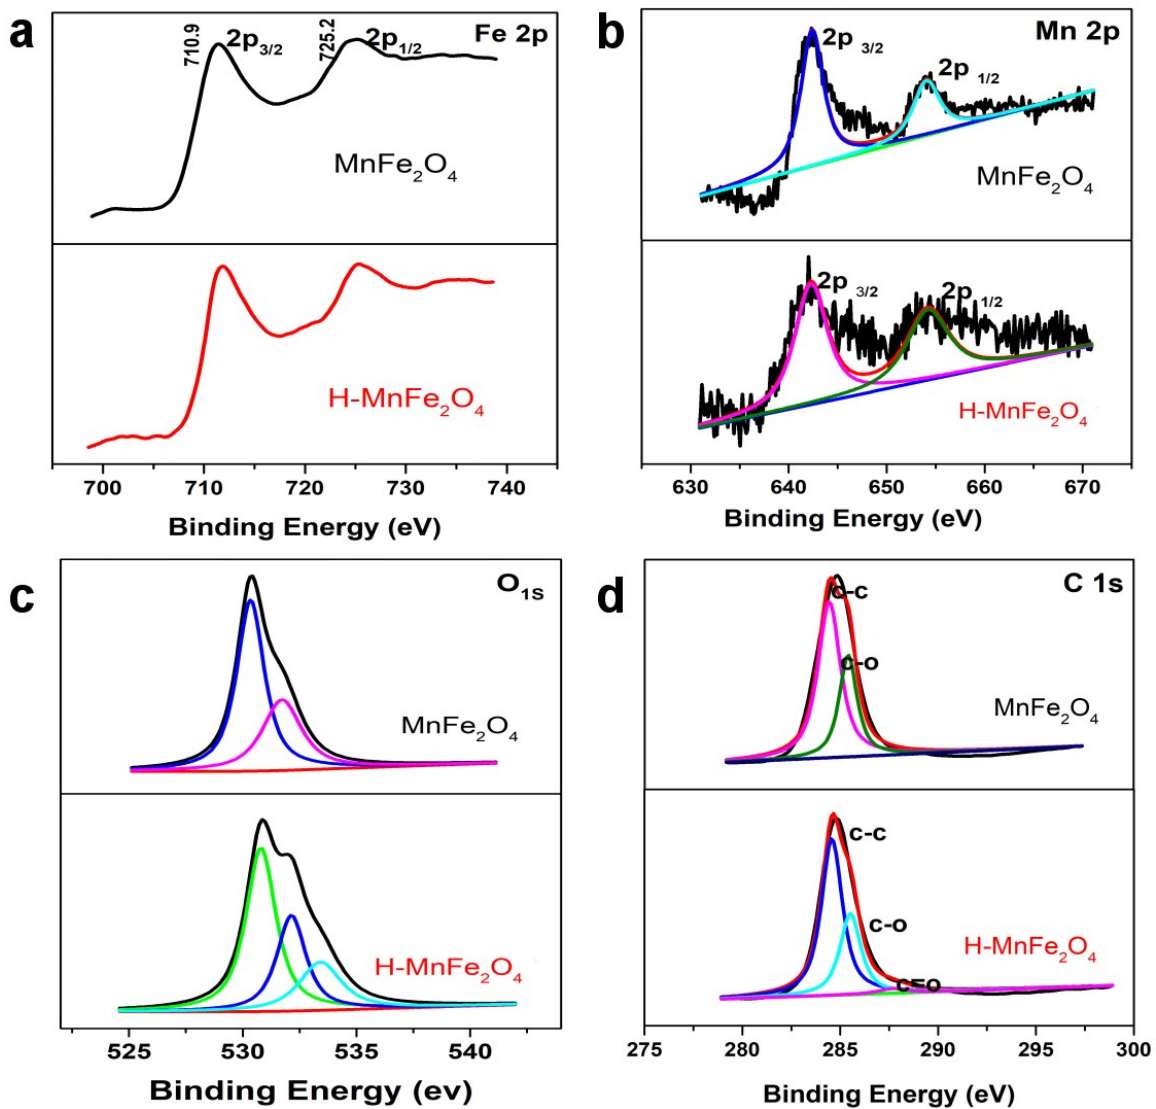 a
710.9
2p3/2
725.2
2p1/2
Fe 2p
MnFe2O4
H-MnFe2O4
700 710 720 730 740
Binding Energy (eV)
b
2p 3/2
2p 1/2
Mn 2p
MnFe2O4
2p 3/2
2p 1/2
H-MnFe2O4
630 640 650 660 670
Binding Energy (eV)
c
O1s
MnFe2O4
H-MnFe2O4
525 530 535 540
Binding Energy (ev)
d
C 1s
c-c
c-o
MnFe2O4
c-c
c-o
H-MnFe2O4
c=o
275 280 285 290 295 300
Binding Energy (eV)